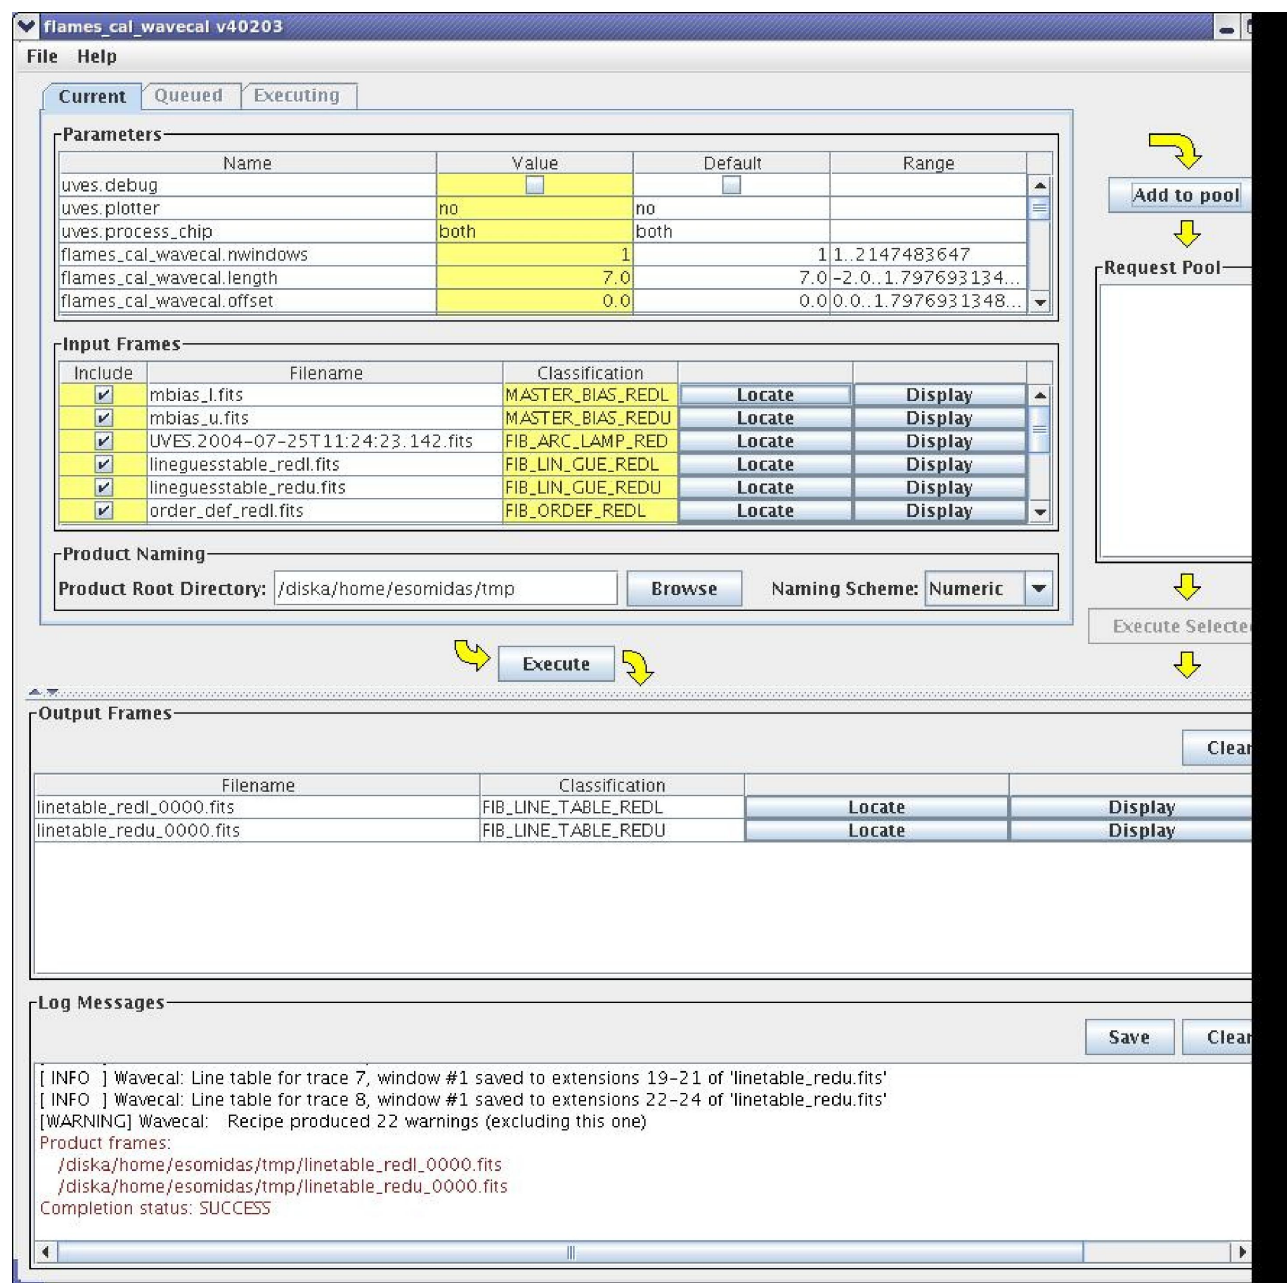 flames_cal_wavecal v40203
File Help
Current Queued Executing
Parameters
Name Value Default Range
uves.debug
uves.plotter no no
uves.process_chip both both
flames_cal_wavecal.nwindows 1 1 1..2147483647
flames_cal_wavecal.length 7.0 7.0 -2.0..1.797693134...
flames_cal_wavecal.offset 0.0 0.0 0.0..1.7976931348...
Add to pool
Request Pool
Input Frames
Include Filename Classification
mbias_l.fits MASTER_BIAS_REDL Locate Display
mbias_u.fits MASTER_BIAS_REDU Locate Display
UVES.2004-07-25T11:24:23.142.fits FIB_ARC_LAMP_RED Locate Display
lineguesstable_redl.fits FIB_LIN_GUE_REDL Locate Display
lineguesstable_redu.fits FIB_LIN_GUE_REDU Locate Display
order_def_redl.fits FIB_ORDEF_REDL Locate Display
Product Naming
Product Root Directory: /diska/home/esomidas/tmp Browse Naming Scheme: Numeric
Execute Selecte
Execute
Output Frames
Clear
Filename Classification
linetable_redl_0000.fits FIB_LINE_TABLE_REDL Locate Display
linetable_redu_0000.fits FIB_LINE_TABLE_REDU Locate Display
Log Messages
Save Clear
[ INFO ] Wavecal: Line table for trace 7, window #1 saved to extensions 19-21 of 'linetable_redu.fits'
[ INFO ] Wavecal: Line table for trace 8, window #1 saved to extensions 22-24 of 'linetable_redu.fits'
[WARNING] Wavecal: Recipe produced 22 warnings (excluding this one)
Product frames:
/diska/home/esomidas/tmp/linetable_redl_0000.fits
/diska/home/esomidas/tmp/linetable_redu_0000.fits
Completion status: SUCCESS